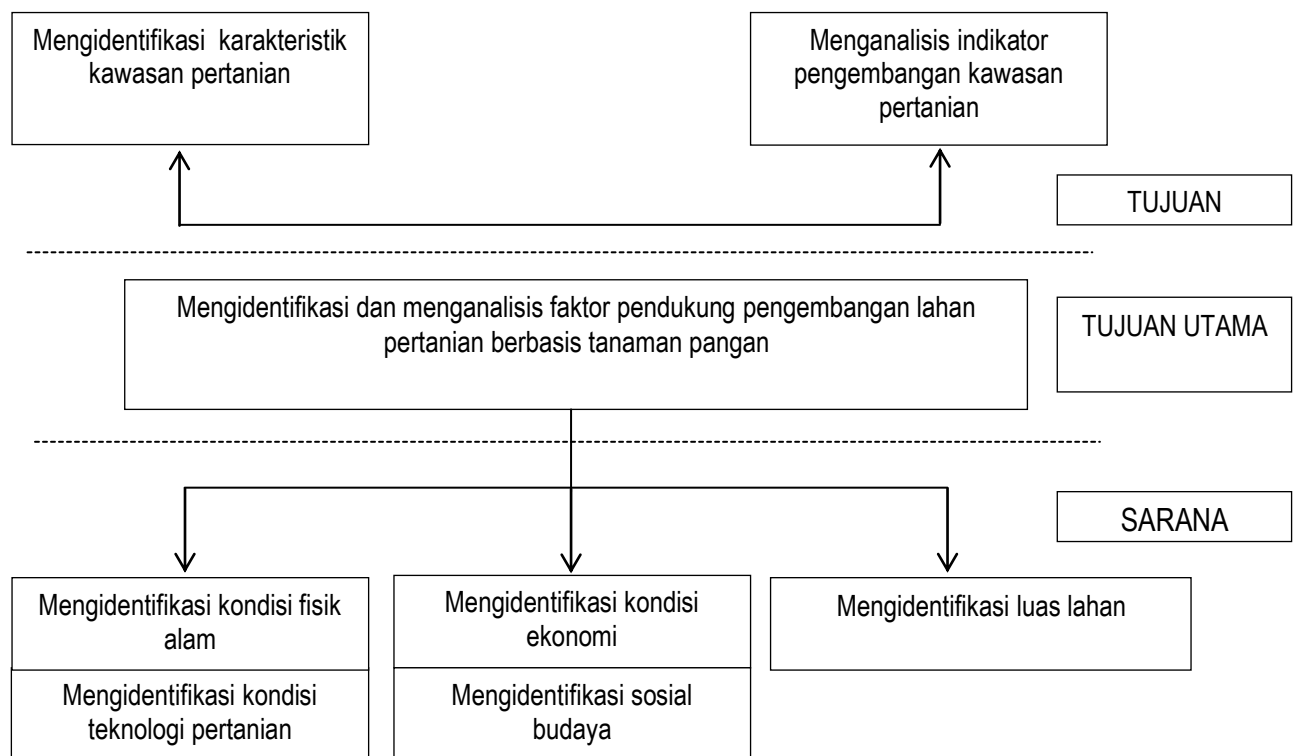 Mengidentifikasi karakteristik
kawasan pertanian
Menganalisis indikator
pengembangan kawasan
pertanian
TUJUAN
Mengidentifikasi dan menganalisis faktor pendukung pengembangan lahan
pertanian berbasis tanaman pangan
TUJUAN UTAMA
SARANA
Mengidentifikasi kondisi fisik
alam
Mengidentifikasi kondisi
ekonomi
Mengidentifikasi luas lahan
Mengidentifikasi kondisi
teknologi pertanian
Mengidentifikasi sosial
budaya